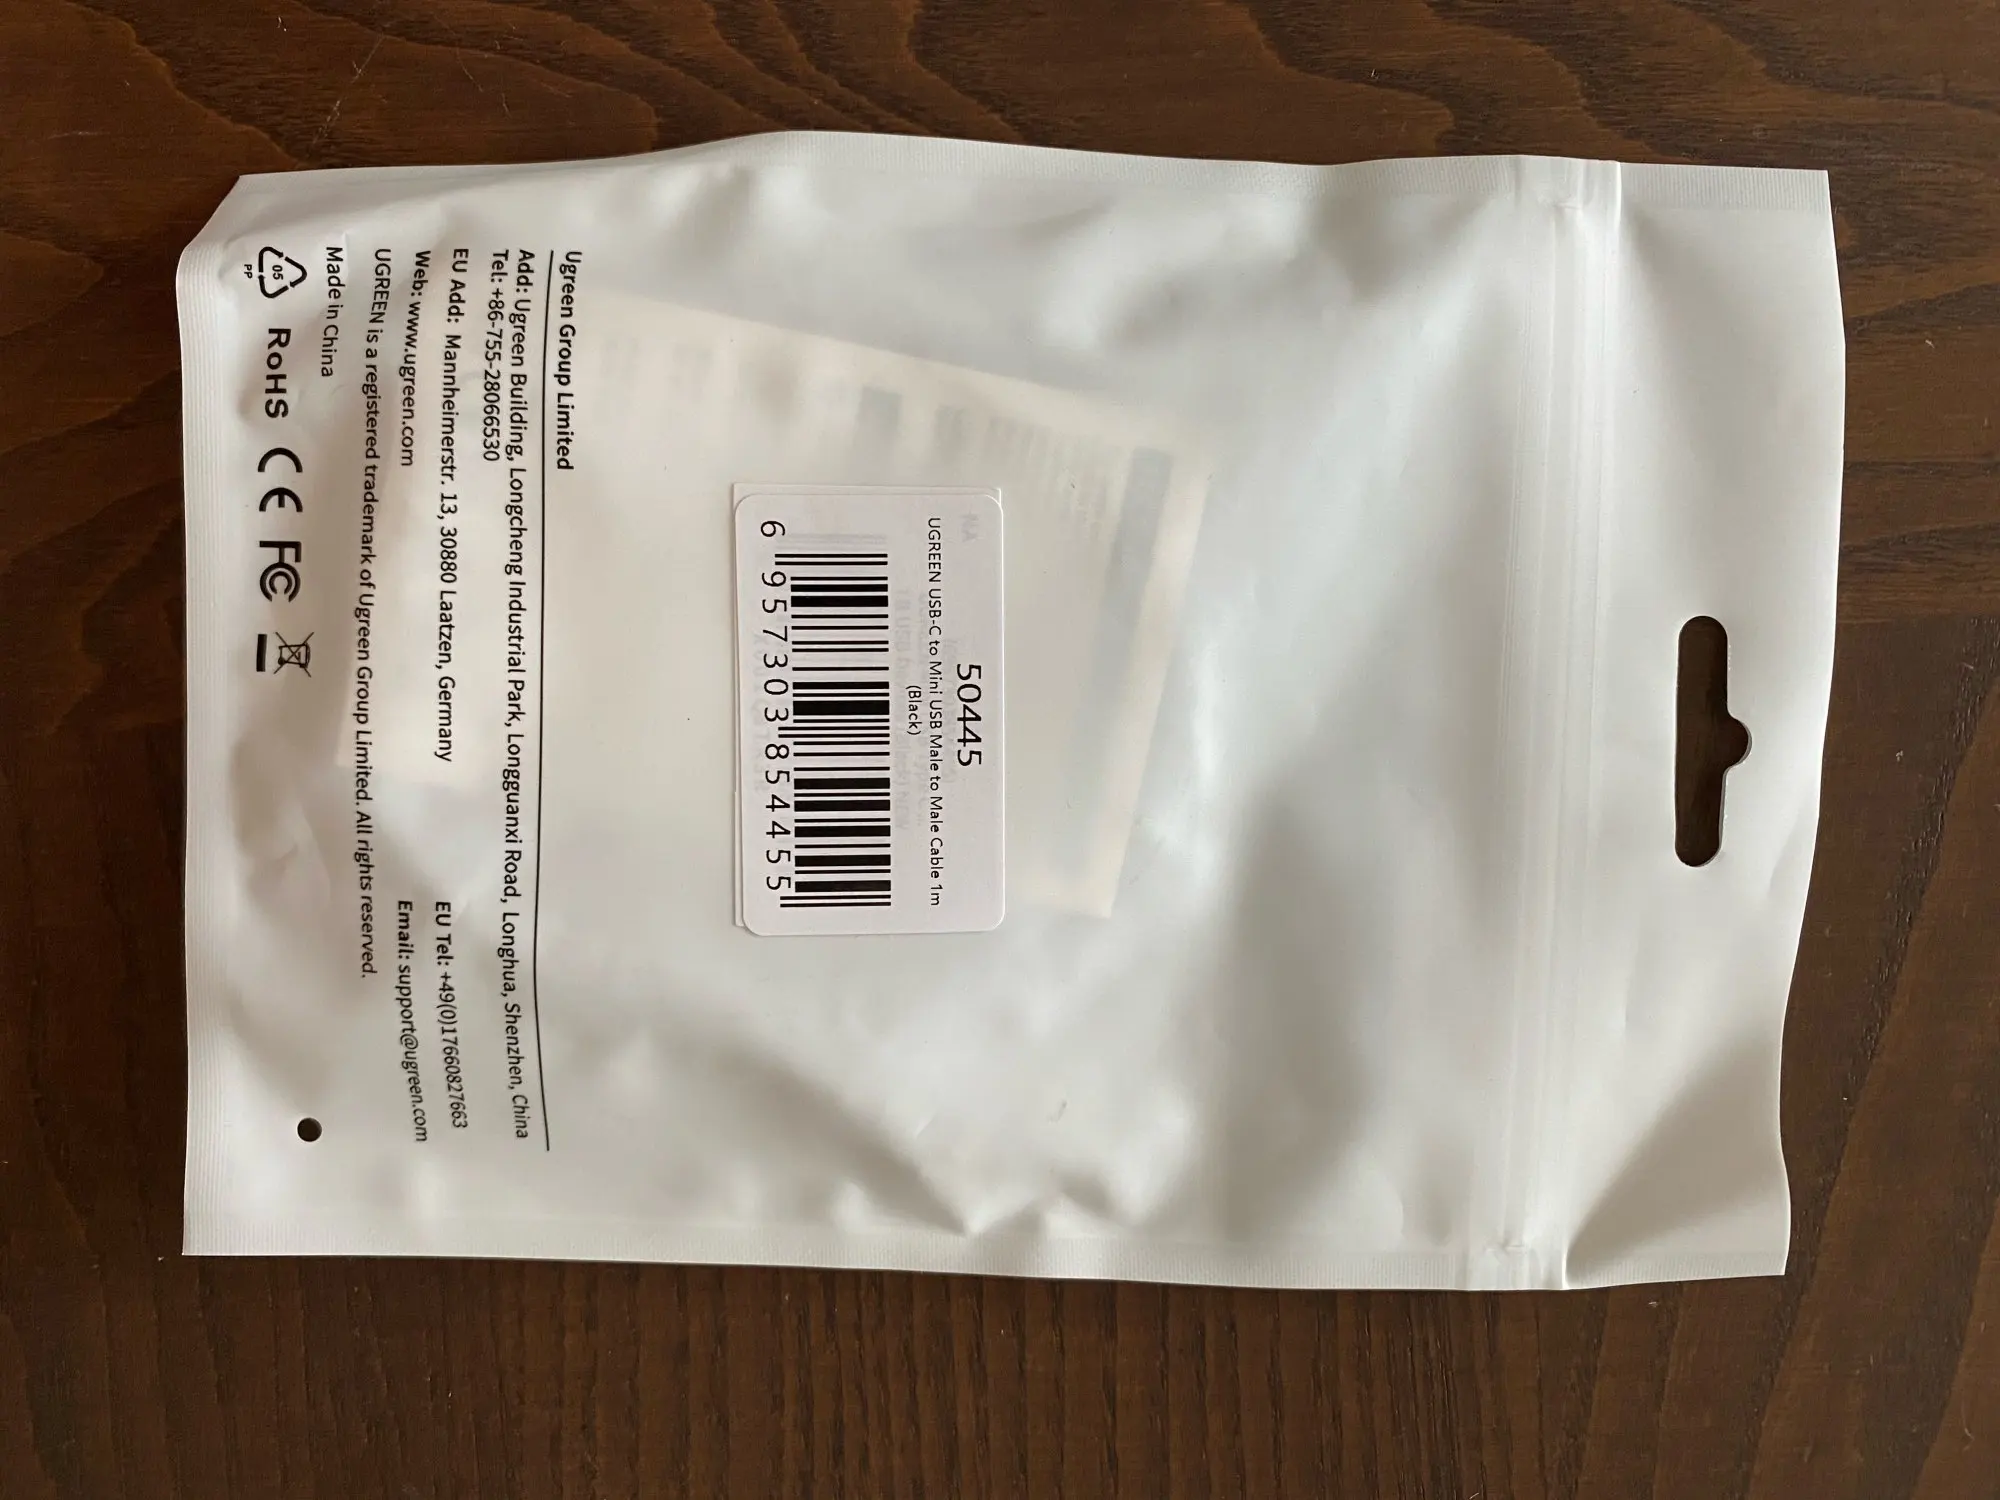 50445
UGREEN USB-C to Mini USB Male to Male Cable 1m
(Black)
6 957303 854455
Ugreen Group Limited
Add: Ugreen Building, Longcheng Industrial Park, Longguanxi Road, Longhua, Shenzhen, China
Tel: +86-755-28066530
EU Add: Mannheimerstr. 13, 30880 Laatzen, Germany EU Tel: +49(0)17660827663
Web: www.ugreen.com Email: support@ugreen.com
UGREEN is a registered trademark of Ugreen Group Limited. All rights reserved.
Made in China
05 PP RoHS CE FC